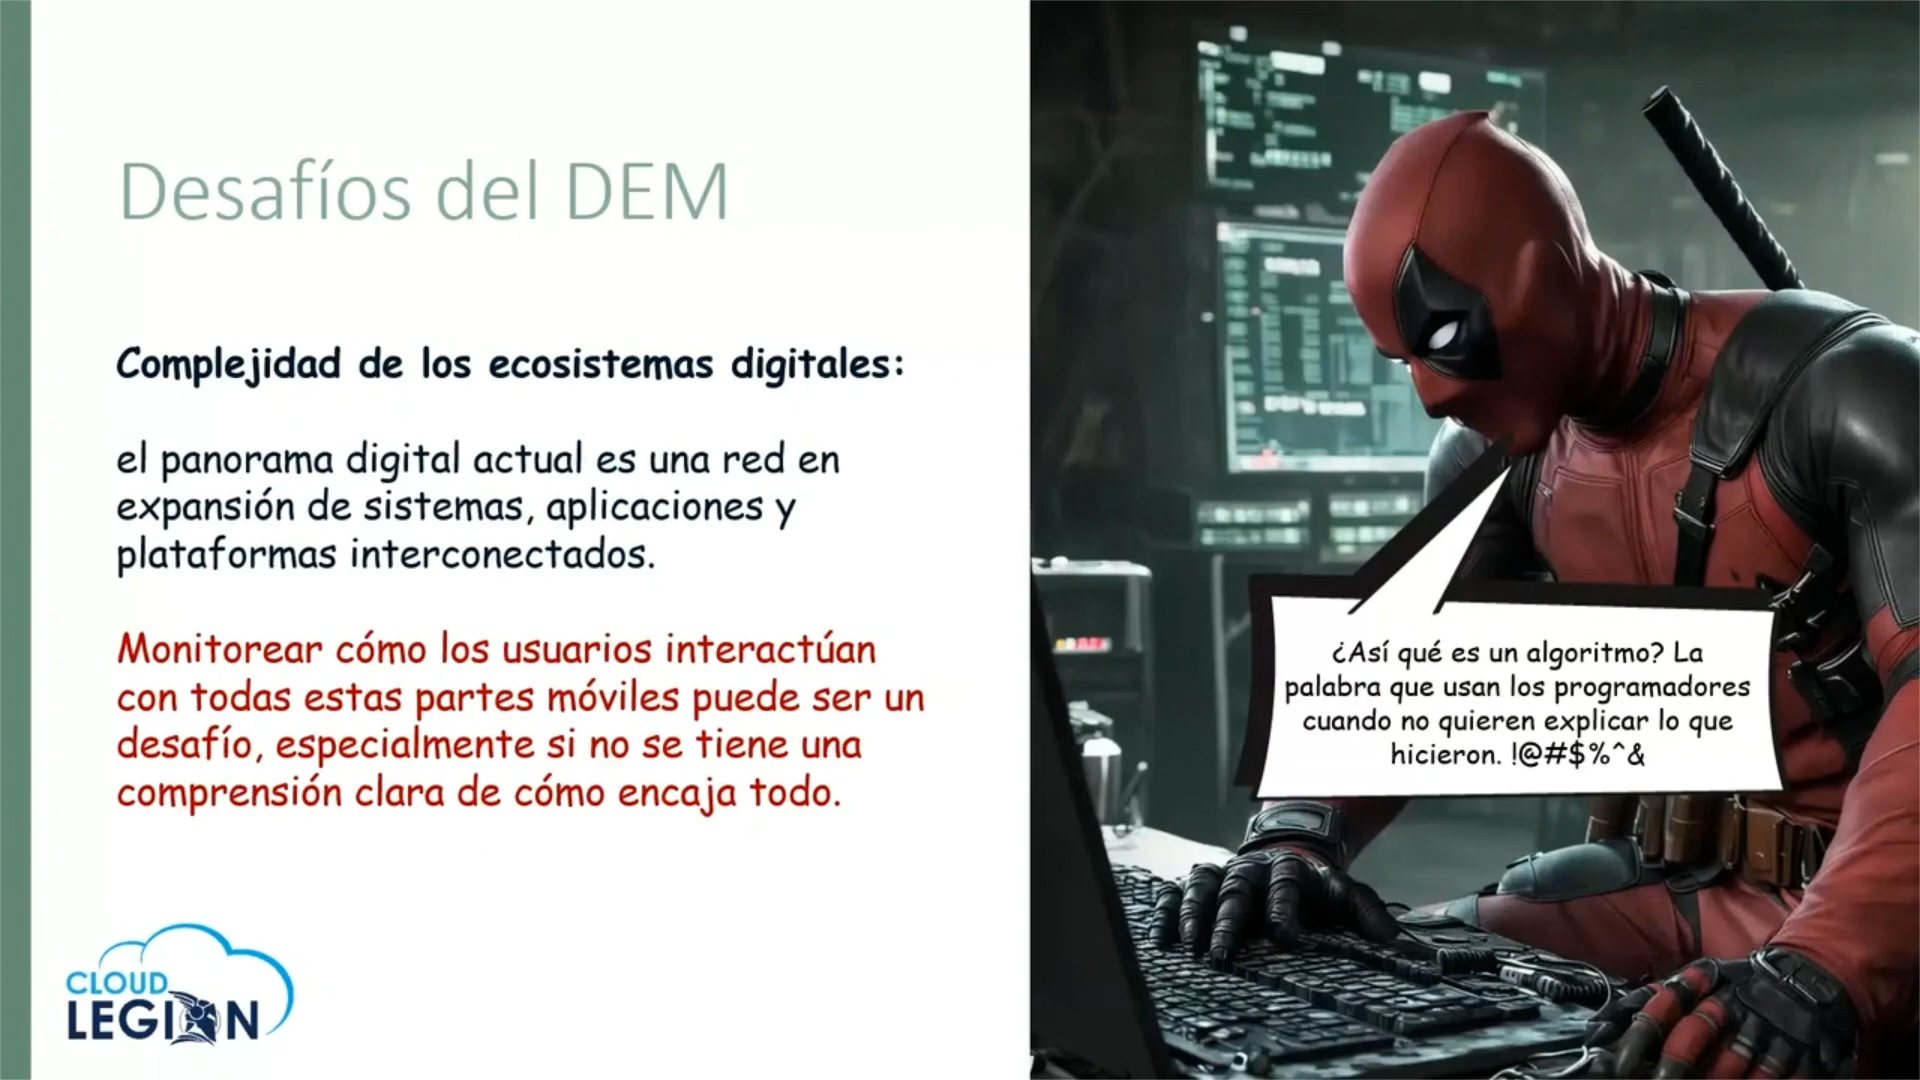 Desafíos del DEM
Complejidad de los ecosistemas digitales:
el panorama digital actual es una red en
expansión de sistemas, aplicaciones y
plataformas interconectados.
Monitorear cómo los usuarios interactúan
con todas estas partes móviles puede ser un
desafío, especialmente si no se tiene una
comprensión clara de cómo encaja todo.
¿Así qué es un algoritmo? La
palabra que usan los programadores
cuando no quieren explicar lo que
hicieron. !@#$%^&
CLOUD
LEGION